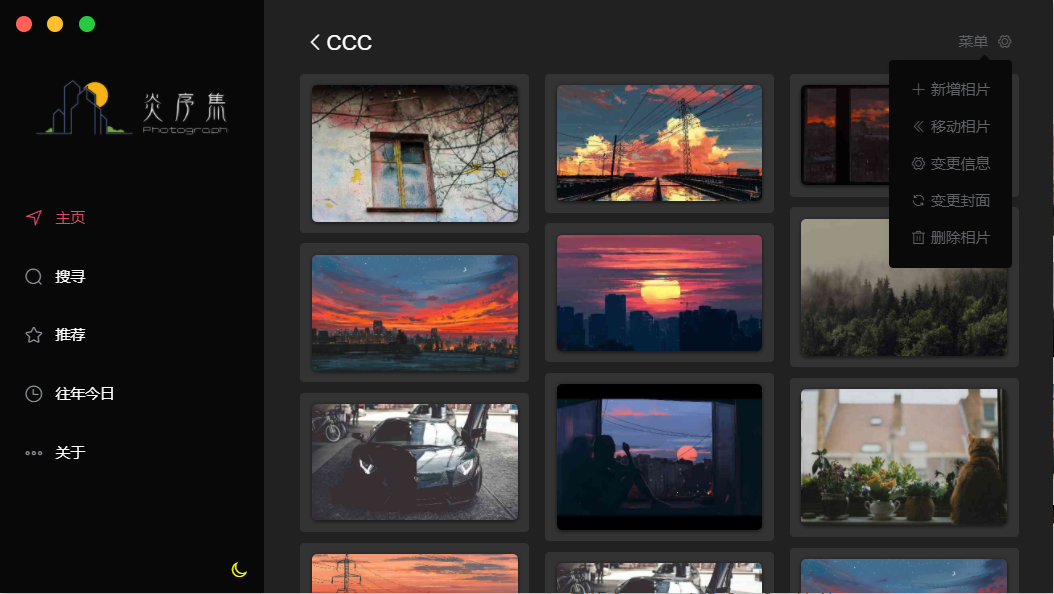 炎序集
Photograph
主页
搜寻
推荐
往年今日
关于
CCC
菜单
新增相片
移动相片
变更信息
变更封面
删除相片